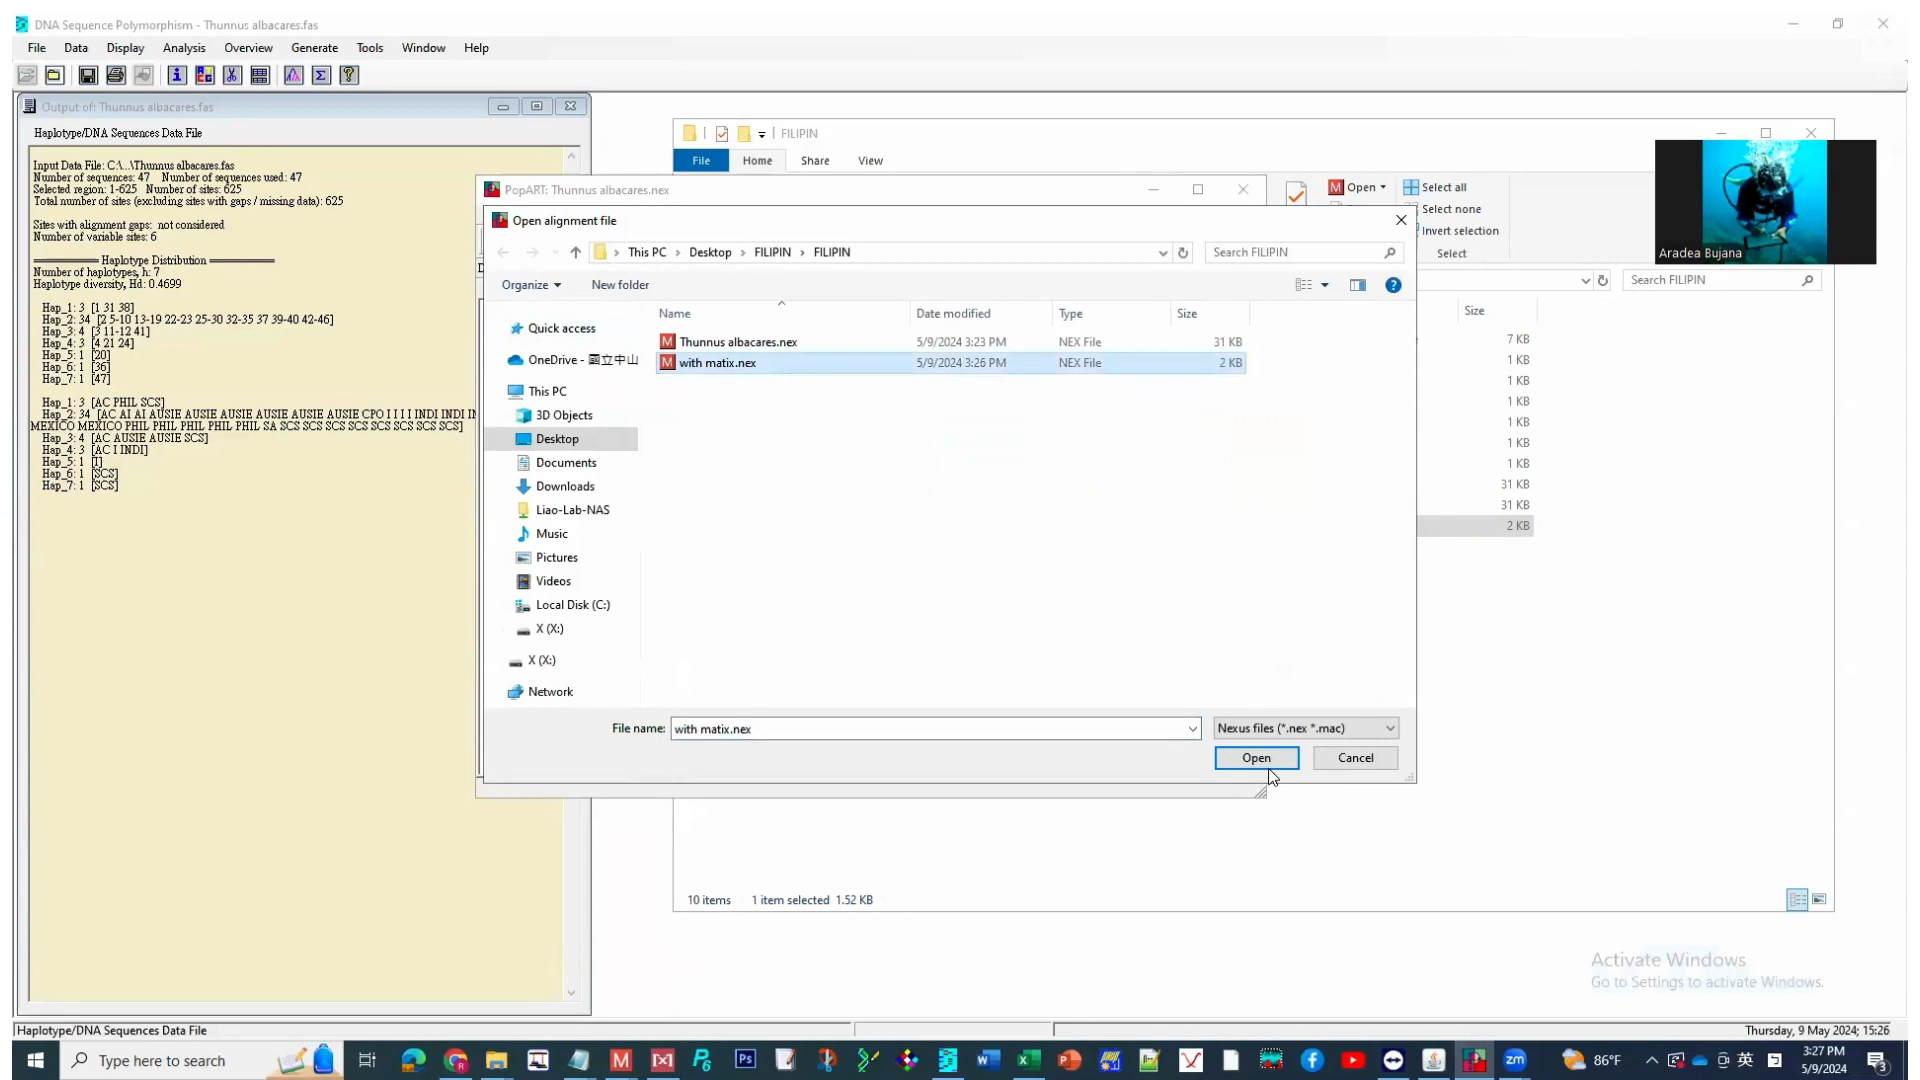 DNA Sequence Polymorphism - Thunnus albacares.fas
File Data Display Analysis Overview Generate Tools Window Help
Output of: Thunnus albacares.fas
Haplotype/DNA Sequences Data File
Input Data File: C:\...\Thunnus albacares.fas
Number of sequences: 47 Number of sequences used: 47
Selected region: 1-625 Number of sites: 625
Total number of sites (excluding sites with gaps / missing data): 625
Sites with alignment gaps: not considered
Number of variable sites: 6
========== Haplotype Distribution ==========
Number of haplotypes, h: 7
Haplotype diversity, Hd: 0.4699
Hap_1: 3 [1 31 38]
Hap_2: 34 [2 5-10 13-19 22-23 25-30 32-35 37 39-40 42-46]
Hap_3: 4 [3 11-12 41]
Hap_4: 3 [4 21 24]
Hap_5: 1 [20]
Hap_6: 1 [36]
Hap_7: 1 [47]
Hap_1: 3 [AC PHIL SCS]
Hap_2: 34 [AC AI AI AUSIE AUSIE AUSIE AUSIE AUSIE AUSIE CPO I I I I INDI INDI
MEXICO MEXICO PHIL PHIL PHIL PHIL PHIL SA SCS SCS SCS SCS SCS SCS SCS SCS]
Hap_3: 4 [AC AUSIE AUSIE SCS]
Hap_4: 3 [AC I INDI]
Hap_5: 1 [I]
Hap_6: 1 [SCS]
Hap_7: 1 [SCS]
FILIPIN
File Home Share View
Open
Select all
Select none
Invert selection
Select
Search FILIPIN
Size
7 KB
1 KB
1 KB
1 KB
1 KB
1 KB
1 KB
31 KB
31 KB
2 KB
10 items 1 item selected 1.52 KB
Aradea Bujana
PopART: Thunnus albacares.nex
Open alignment file
This PC > Desktop > FILIPIN > FILIPIN
Search FILIPIN
Organize New folder
Name Date modified Type Size
Thunnus albacares.nex 5/9/2024 3:23 PM NEX File 31 KB
with matix.nex 5/9/2024 3:26 PM NEX File 2 KB
Quick access
OneDrive - 國立中山
This PC
3D Objects
Desktop
Documents
Downloads
Liao-Lab-NAS
Music
Pictures
Videos
Local Disk (C:)
X (X:)
X (X:)
Network
File name: with matix.nex Nexus files (*.nex *.mac)
Open Cancel
Activate Windows
Go to Settings to activate Windows.
Haplotype/DNA Sequences Data File
Thursday, 9 May 2024; 15:26
Type here to search
86°F
英
3:27 PM
5/9/2024
3